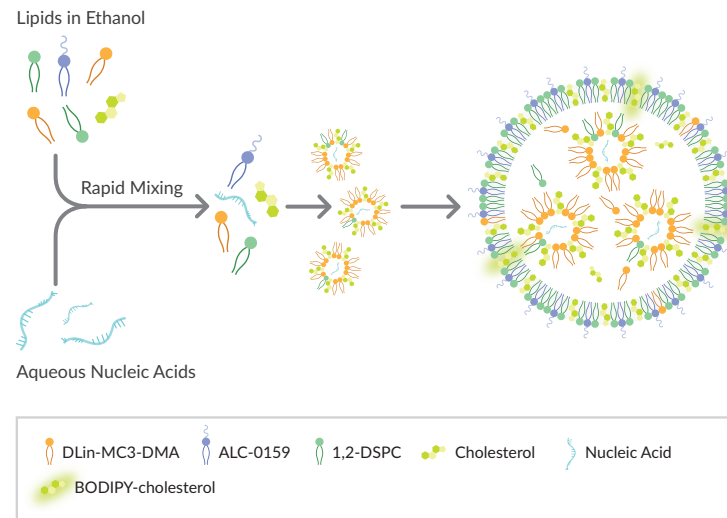 Lipids in Ethanol
Rapid Mixing
Aqueous Nucleic Acids
DLin-MC3-DMA
ALC-0159
1,2-DSPC
Cholesterol
Nucleic Acid
BODIPY-cholesterol